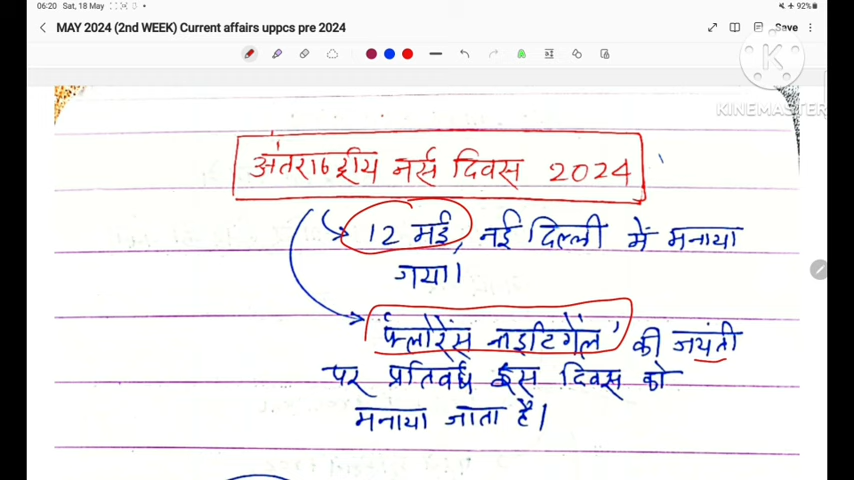 06:20 Sat, 18 May
92%
MAY 2024 (2nd WEEK) Current affairs uppcs pre 2024
Save
K
KINEMASTER
अंतराष्ट्रीय नर्स दिवस 2024
12 मई, नई दिल्ली में मनाया
गया।
'फ्लोरेंस नाइटिंगेल' की जयंती
पर प्रतिवर्ष इस दिवस को
मनाया जाता है।